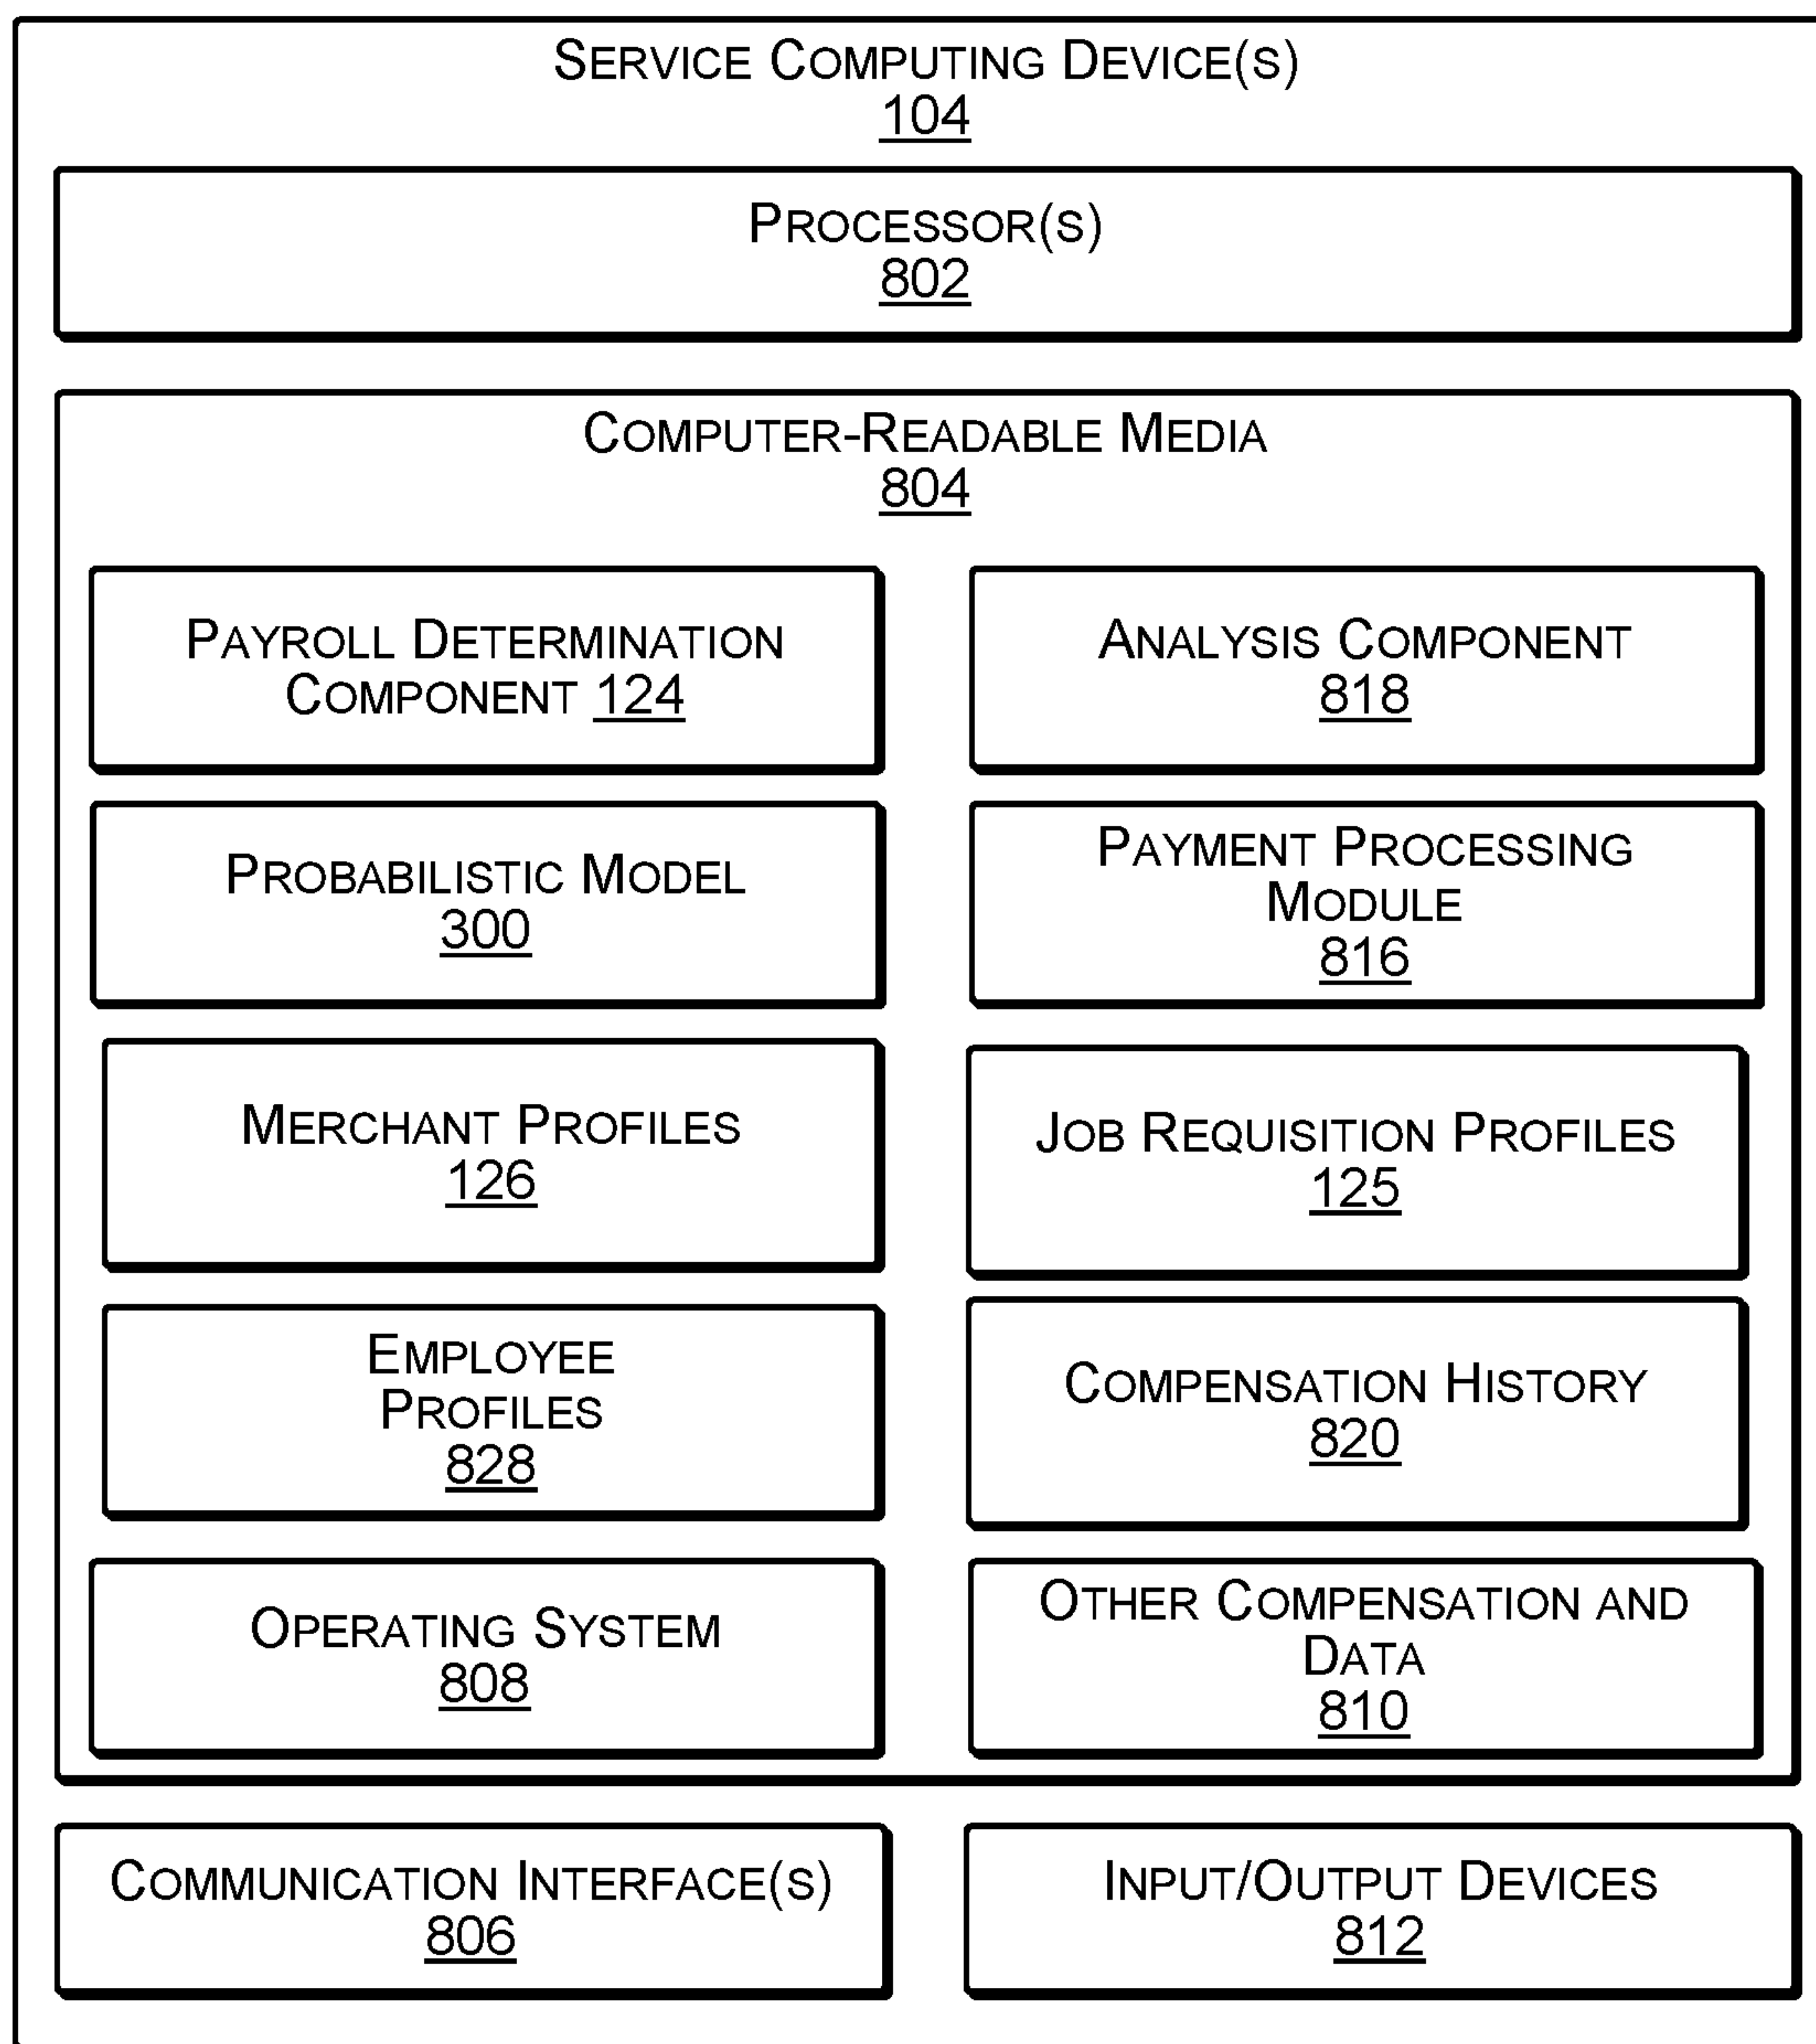 SERVICE COMPUTING DEVICE(S)
104
PROCESSOR(S)
802
COMPUTER-READABLE MEDIA
804
PAYROLL DETERMINATION
COMPONENT 124
ANALYSIS COMPONENT
818
PROBABILISTIC MODEL
300
PAYMENT PROCESSING
MODULE
816
MERCHANT PROFILES
126
JOB REQUISITION PROFILES
125
EMPLOYEE
PROFILES
828
COMPENSATION HISTORY
820
OPERATING SYSTEM
808
OTHER COMPENSATION AND
DATA
810
COMMUNICATION INTERFACE(S)
806
INPUT/OUTPUT DEVICES
812